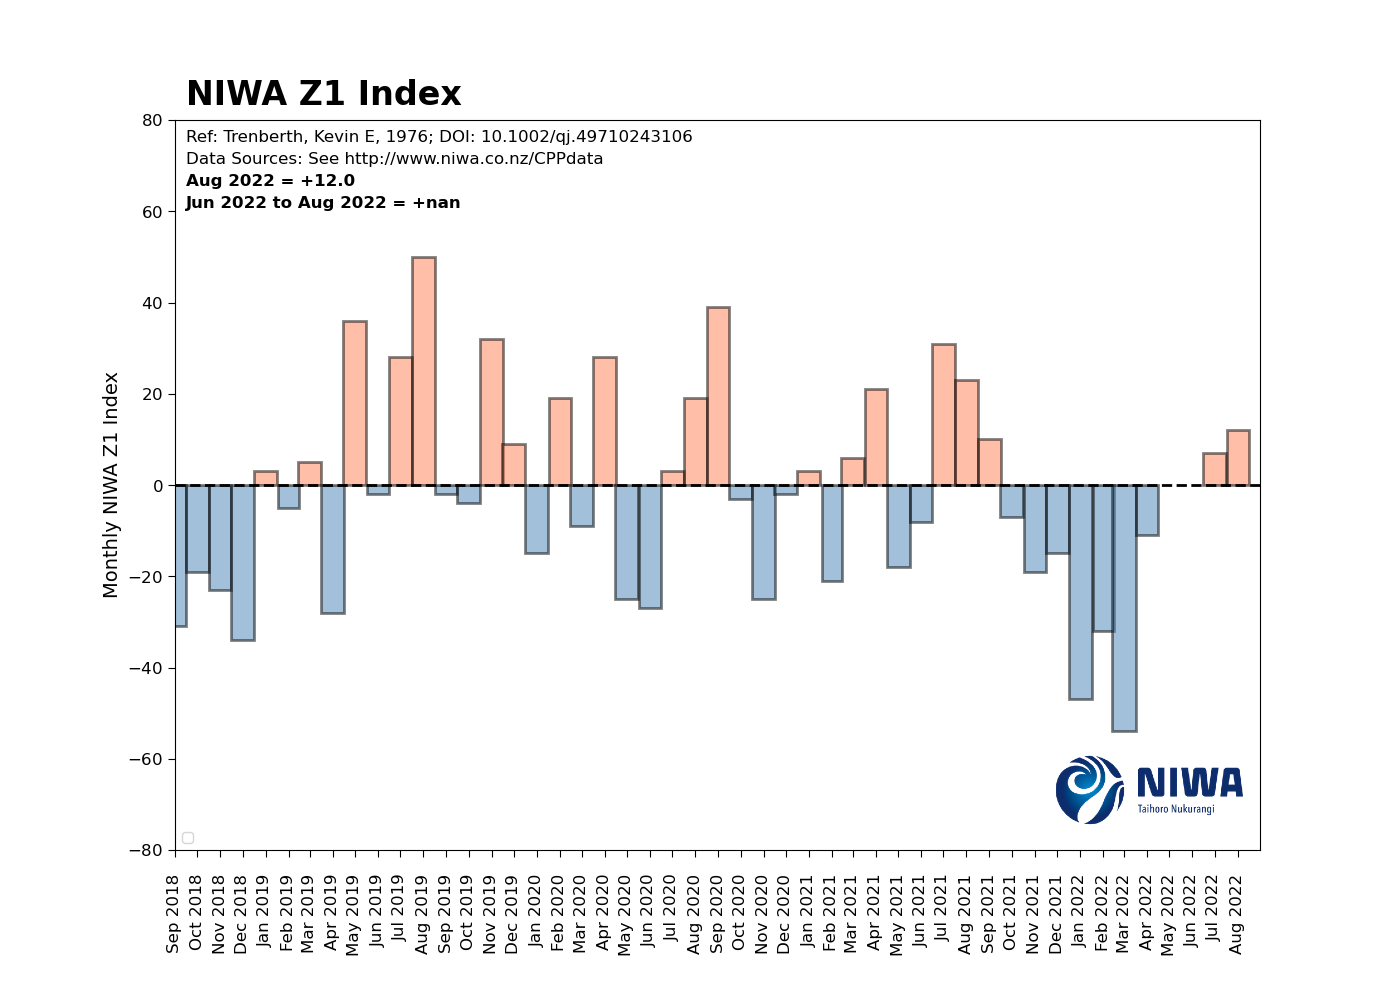 NIWA Z1 Index
Ref: Trenberth, Kevin E, 1976; DOI: 10.1002/qj.49710243106
Data Sources: See http://www.niwa.co.nz/CPPdata
Aug 2022 = +12.0
Jun 2022 to Aug 2022 = +nan
Monthly NIWA Z1 Index
80
60
40
20
0
−20
−40
−60
−80
NIWA
Taihoro Nukurangi
Sep 2018
Oct 2018
Nov 2018
Dec 2018
Jan 2019
Feb 2019
Mar 2019
Apr 2019
May 2019
Jun 2019
Jul 2019
Aug 2019
Sep 2019
Oct 2019
Nov 2019
Dec 2019
Jan 2020
Feb 2020
Mar 2020
Apr 2020
May 2020
Jun 2020
Jul 2020
Aug 2020
Sep 2020
Oct 2020
Nov 2020
Dec 2020
Jan 2021
Feb 2021
Mar 2021
Apr 2021
May 2021
Jun 2021
Jul 2021
Aug 2021
Sep 2021
Oct 2021
Nov 2021
Dec 2021
Jan 2022
Feb 2022
Mar 2022
Apr 2022
May 2022
Jun 2022
Jul 2022
Aug 2022